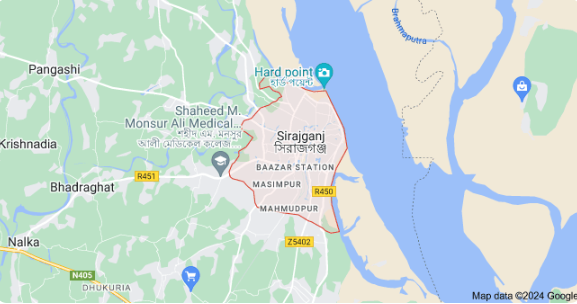 Brahmaputra
Pangashi
Hard point
হার্ড পয়েন্ট
Shaheed M.
Monsur Ali Medical...
শহীদ এম. মনসুর
আলী মেডিকেল কলেজ...
Sirajganj
সিরাজগঞ্জ
Krishnadia
BAAZAR STATION
R451
Bhadraghat
MASIMPUR
R450
MAHMUDPUR
Nalka
Z5402
N405
DHUKURIA
Map data ©2024 Google